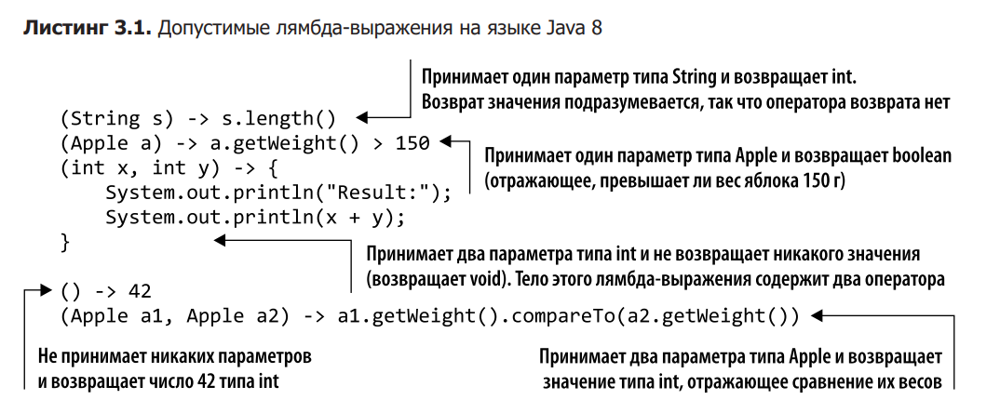 Листинг 3.1. Допустимые лямбда-выражения на языке Java 8
Принимает один параметр типа String и возвращает int.
Возврат значения подразумевается, так что оператора возврата нет
(String s) -> s.length()
(Apple a) -> a.getWeight() > 150
Принимает один параметр типа Apple и возвращает boolean
(отражающее, превышает ли вес яблока 150 г)
(int x, int y) -> {
    System.out.println("Result:");
    System.out.println(x + y);
}
Принимает два параметра типа int и не возвращает никакого значения
(возвращает void). Тело этого лямбда-выражения содержит два оператора
() -> 42
(Apple a1, Apple a2) -> a1.getWeight().compareTo(a2.getWeight())
Не принимает никаких параметров
и возвращает число 42 типа int
Принимает два параметра типа Apple и возвращает
значение типа int, отражающее сравнение их весов